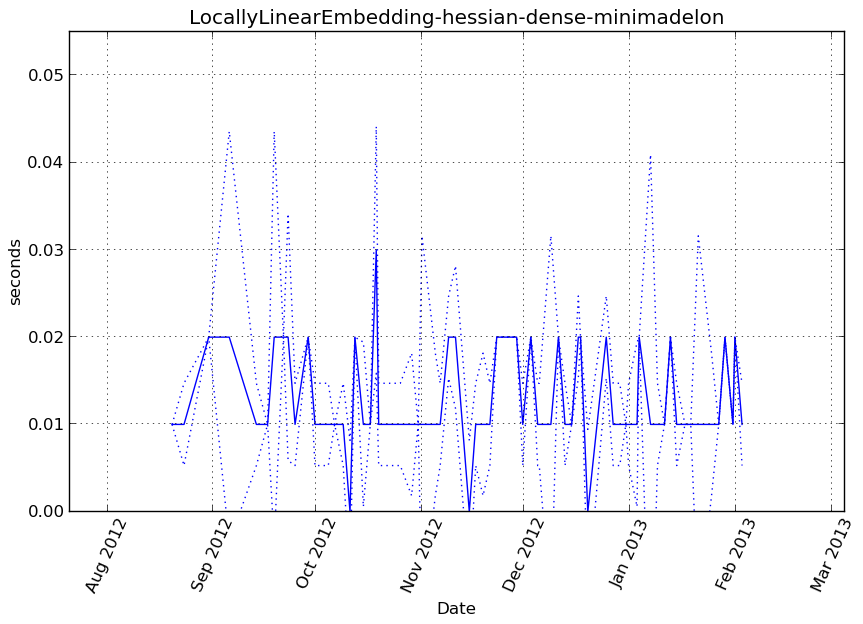 LocallyLinearEmbedding-hessian-dense-minimadelon
0.05
0.04
0.03
0.02
0.01
0.00
seconds
Aug 2012
Sep 2012
Oct 2012
Nov 2012
Dec 2012
Jan 2013
Feb 2013
Mar 2013
Date